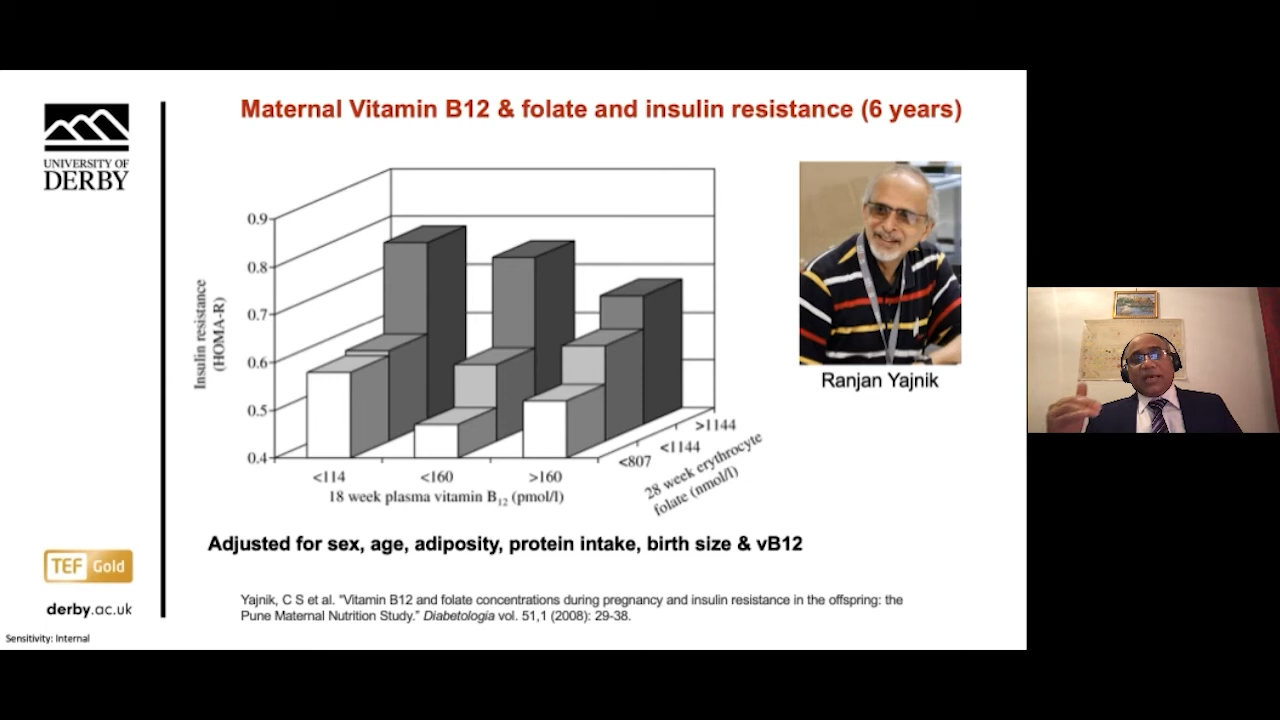 Maternal Vitamin B12 & folate and insulin resistance (6 years)
UNIVERSITY OF
DERBY
0.9
0.8
0.7
0.6
0.5
0.4
Insulin resistance
(HOMA-R)
<114
<160
>160
18 week plasma vitamin B12 (pmol/l)
<807
<1144
>1144
28 week erythrocyte
folate (nmol/l)
Ranjan Yajnik
Adjusted for sex, age, adiposity, protein intake, birth size & vB12
TEF Gold
derby.ac.uk
Yajnik, C S et al. “Vitamin B12 and folate concentrations during pregnancy and insulin resistance in the offspring: the
Pune Maternal Nutrition Study.” Diabetologia vol. 51,1 (2008): 29-38.
Sensitivity: Internal